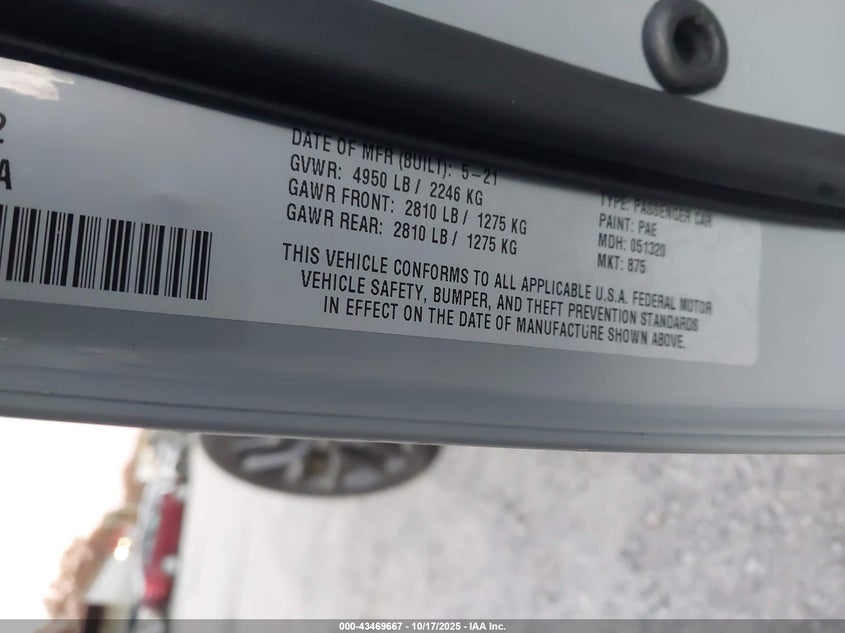 2
A
DATE OF MFR (BUILT): 5-21
GVWR: 4950 LB / 2246 KG
GAWR FRONT: 2810 LB / 1275 KG
GAWR REAR: 2810 LB / 1275 KG
TYPE: PASSENGER CAR
PAINT: PAE
MDH: 051320
MKT: 875
THIS VEHICLE CONFORMS TO ALL APPLICABLE U.S.A. FEDERAL MOTOR
VEHICLE SAFETY, BUMPER, AND THEFT PREVENTION STANDARDS
IN EFFECT ON THE DATE OF MANUFACTURE SHOWN ABOVE.
000-43469667 - 10/17/2025 - IAA Inc.